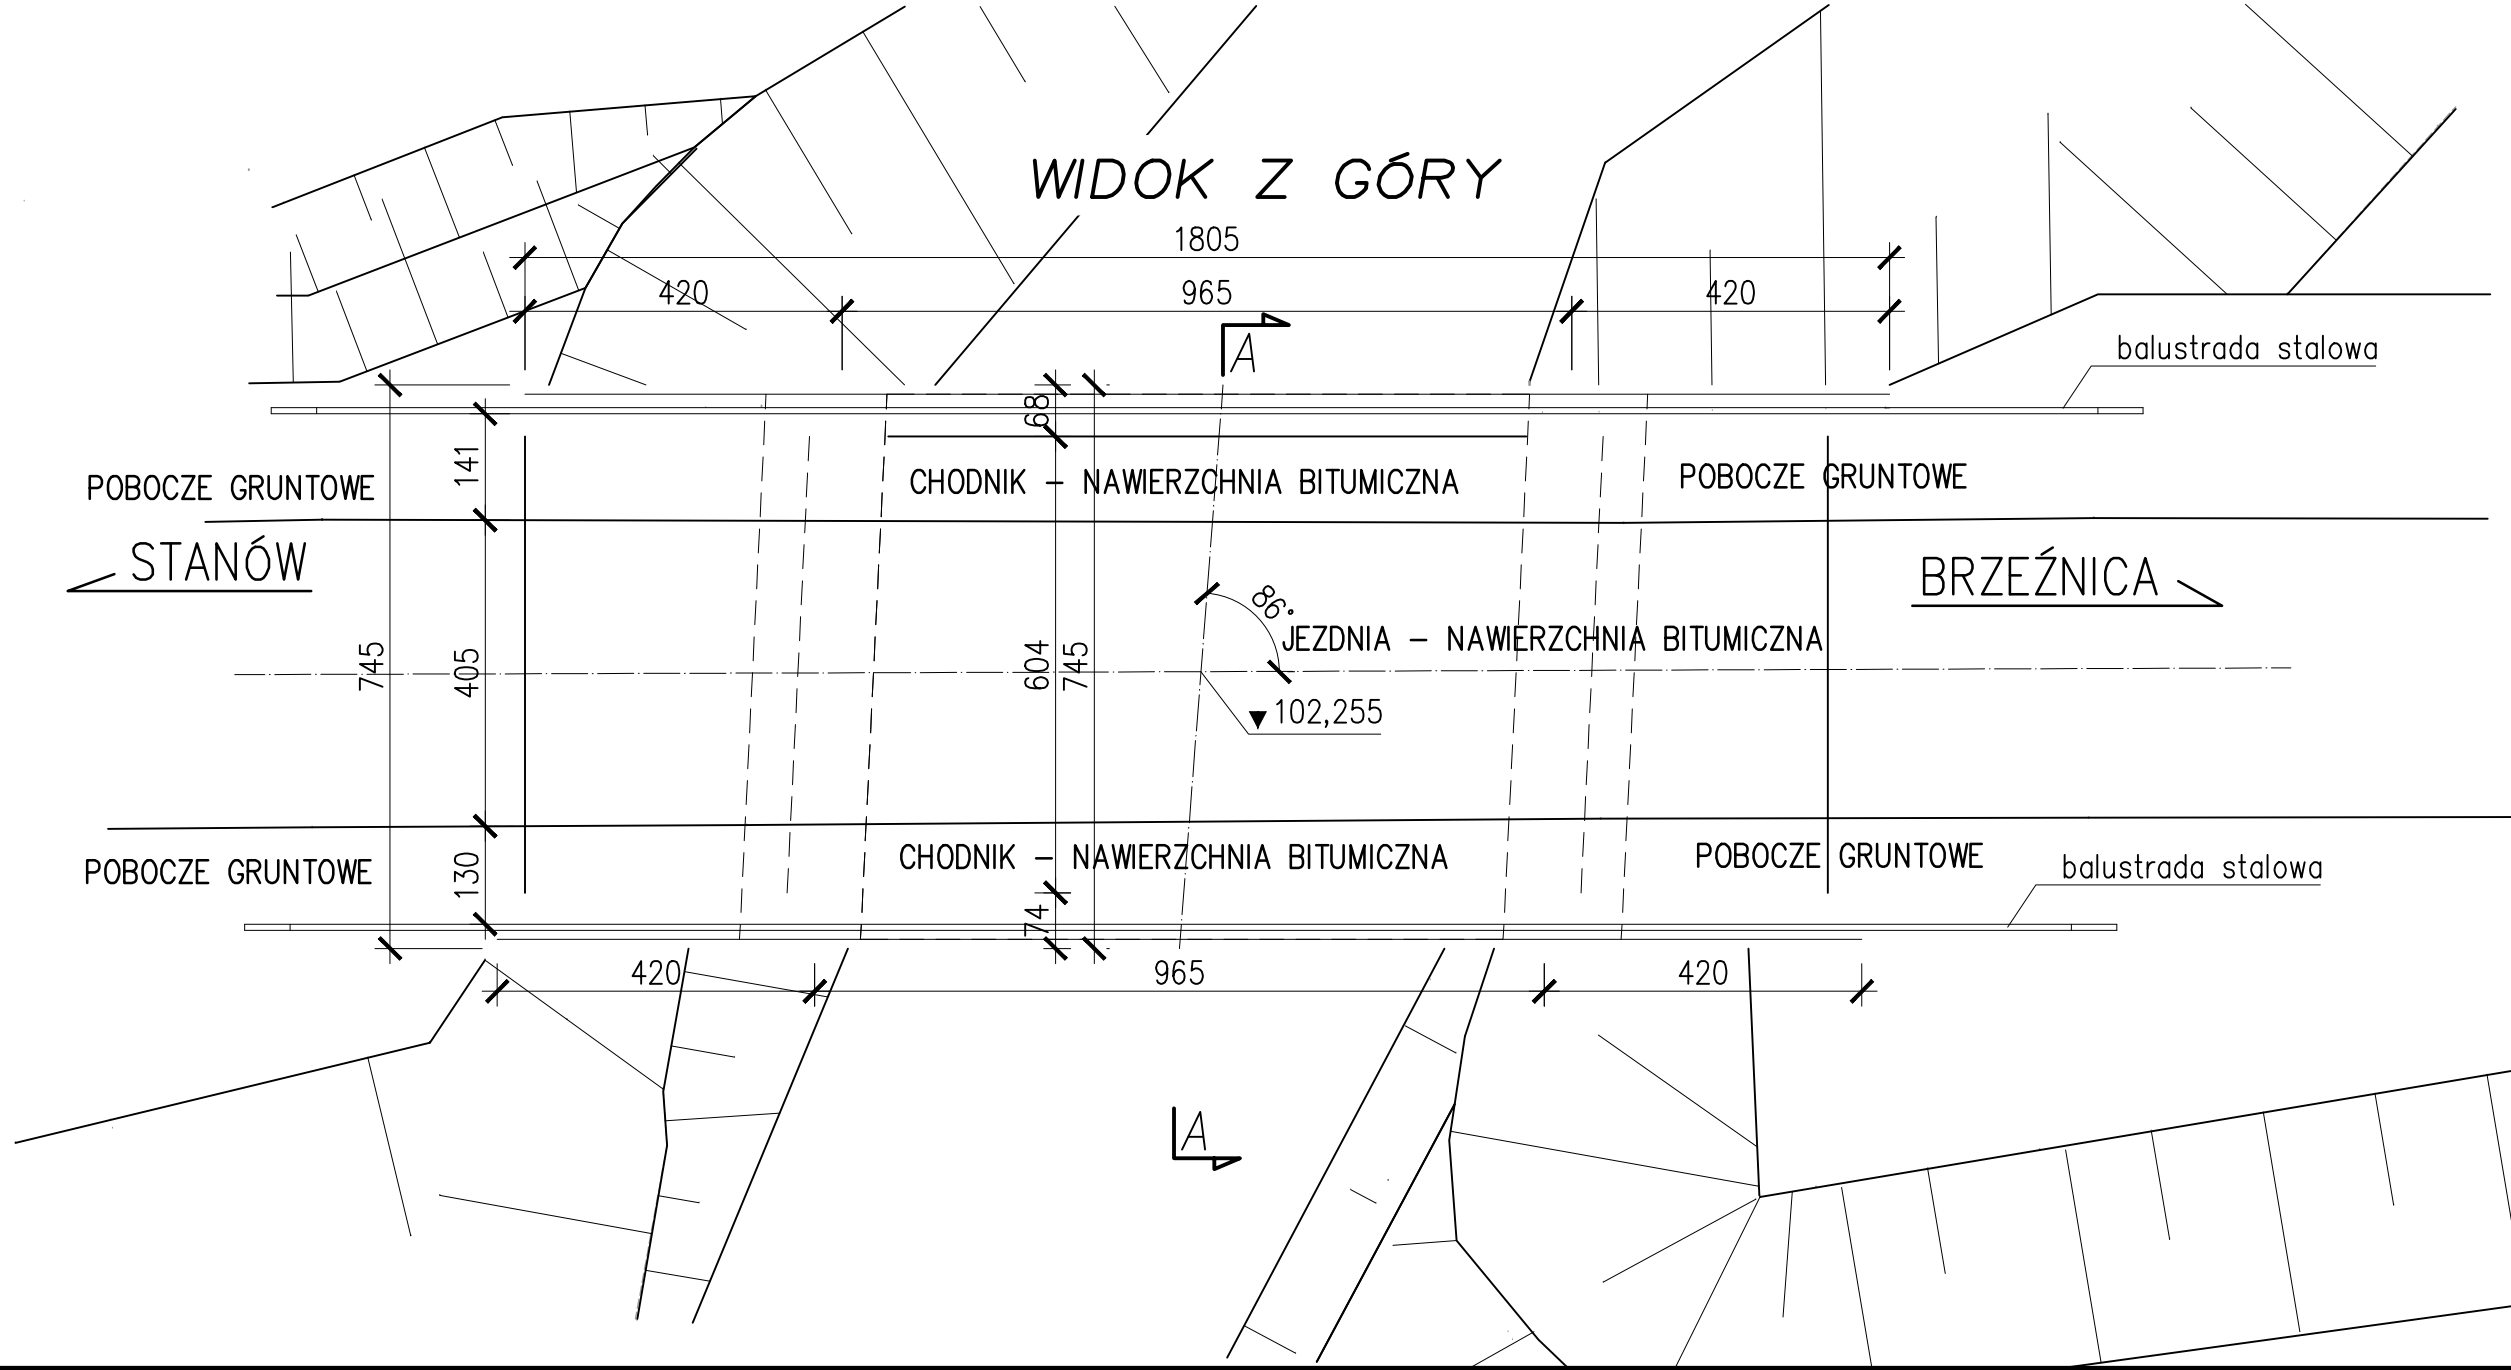 WIDOK Z GÓRY
1805
420
965
420
A
balustrada stalowa
68
141
POBOCZE GRUNTOWE
CHODNIK – NAWIERZCHNIA BITUMICZNA
POBOCZE GRUNTOWE
STANÓW
BRZEŹNICA
86°
JEZDNIA – NAWIERZCHNIA BITUMICZNA
745
405
604
745
102,255
POBOCZE GRUNTOWE
130
CHODNIK – NAWIERZCHNIA BITUMICZNA
POBOCZE GRUNTOWE
balustrada stalowa
74
420
965
420
A